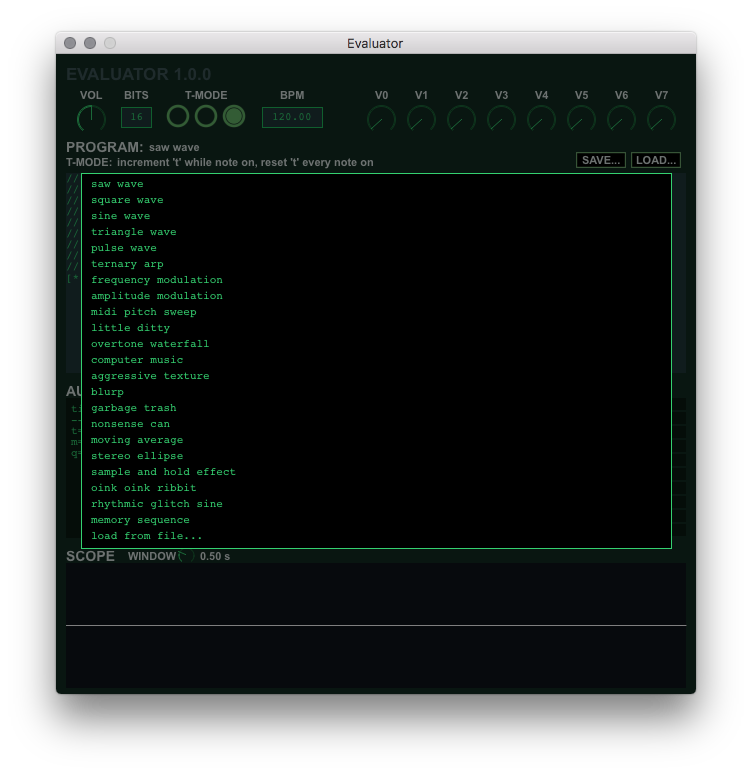 Evaluator
EVALUATOR 1.0.0
VOL BITS T-MODE BPM V0 V1 V2 V3 V4 V5 V6 V7
16 120.00
PROGRAM: saw wave
T-MODE: increment 't' while note on, reset 't' every note on
SAVE... LOAD...
//
//
//
//
//
//
//
//
//
[*
saw wave
square wave
sine wave
triangle wave
pulse wave
ternary arp
frequency modulation
amplitude modulation
midi pitch sweep
little ditty
overtone waterfall
computer music
aggressive texture
blurp
garbage trash
nonsense can
moving average
stereo ellipse
sample and hold effect
oink oink ribbit
rhythmic glitch sine
memory sequence
load from file...
AU
ti
--
t=
m=
q=
SCOPE WINDOW 0.50 s